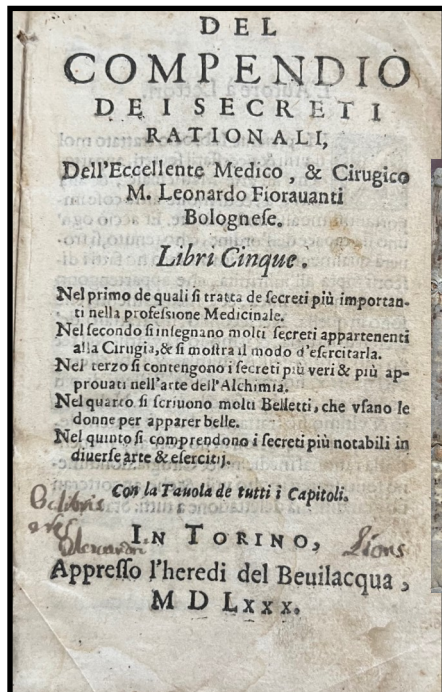 DEL
COMPENDIO
DEI SECRETI
RATIONALI,
Dell'Eccellente Medico, & Cirugico
M. Leonardo Fiorauanti
Bolognese.
Libri Cinque.
Nel primo de quali si tratta de secreti più importan-
ti nella professione Medicinale.
Nel secondo si insegnano molti secreti appartenenti
alla Cirugia, & si mostra il modo d'esercitarla.
Nel terzo si contengono i secreti più veri & più ap-
prouati nell'arte dell'Alchimia.
Nel quarto si scriuono molti Belletti, che vsano le
donne per apparer belle.
Nel quinto si comprendono i secreti più notabili in
diuerse arte & esercitij.
Con la Tauola de tutti i Capitoli.
IN TORINO,
Appresso l'heredi del Beuilacqua,
MDLxxx.